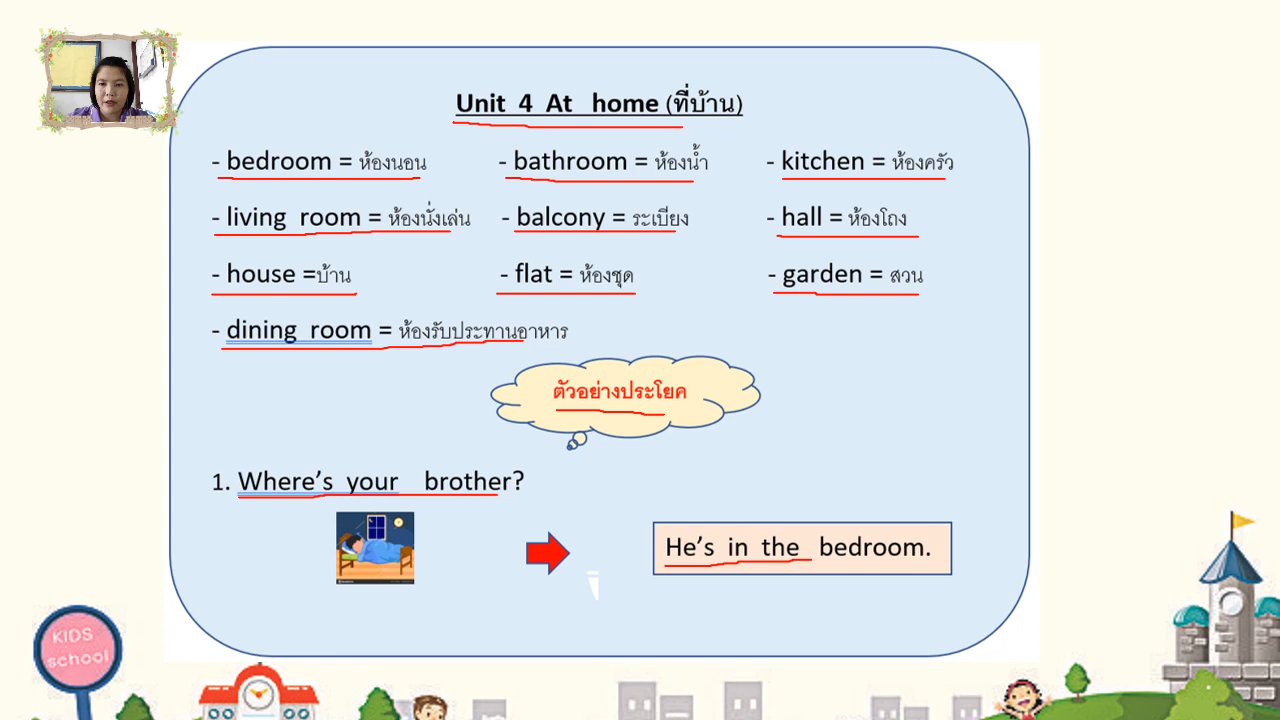 Unit 4 At home (ที่บ้าน)
- bedroom = ห้องนอน - bathroom = ห้องน้ำ - kitchen = ห้องครัว
- living room = ห้องนั่งเล่น - balcony = ระเบียง - hall = ห้องโถง
- house =บ้าน - flat = ห้องชุด - garden = สวน
- dining room = ห้องรับประทานอาหาร
ตัวอย่างประโยค
1. Where’s your brother?
He’s in the bedroom.
KIDS
school